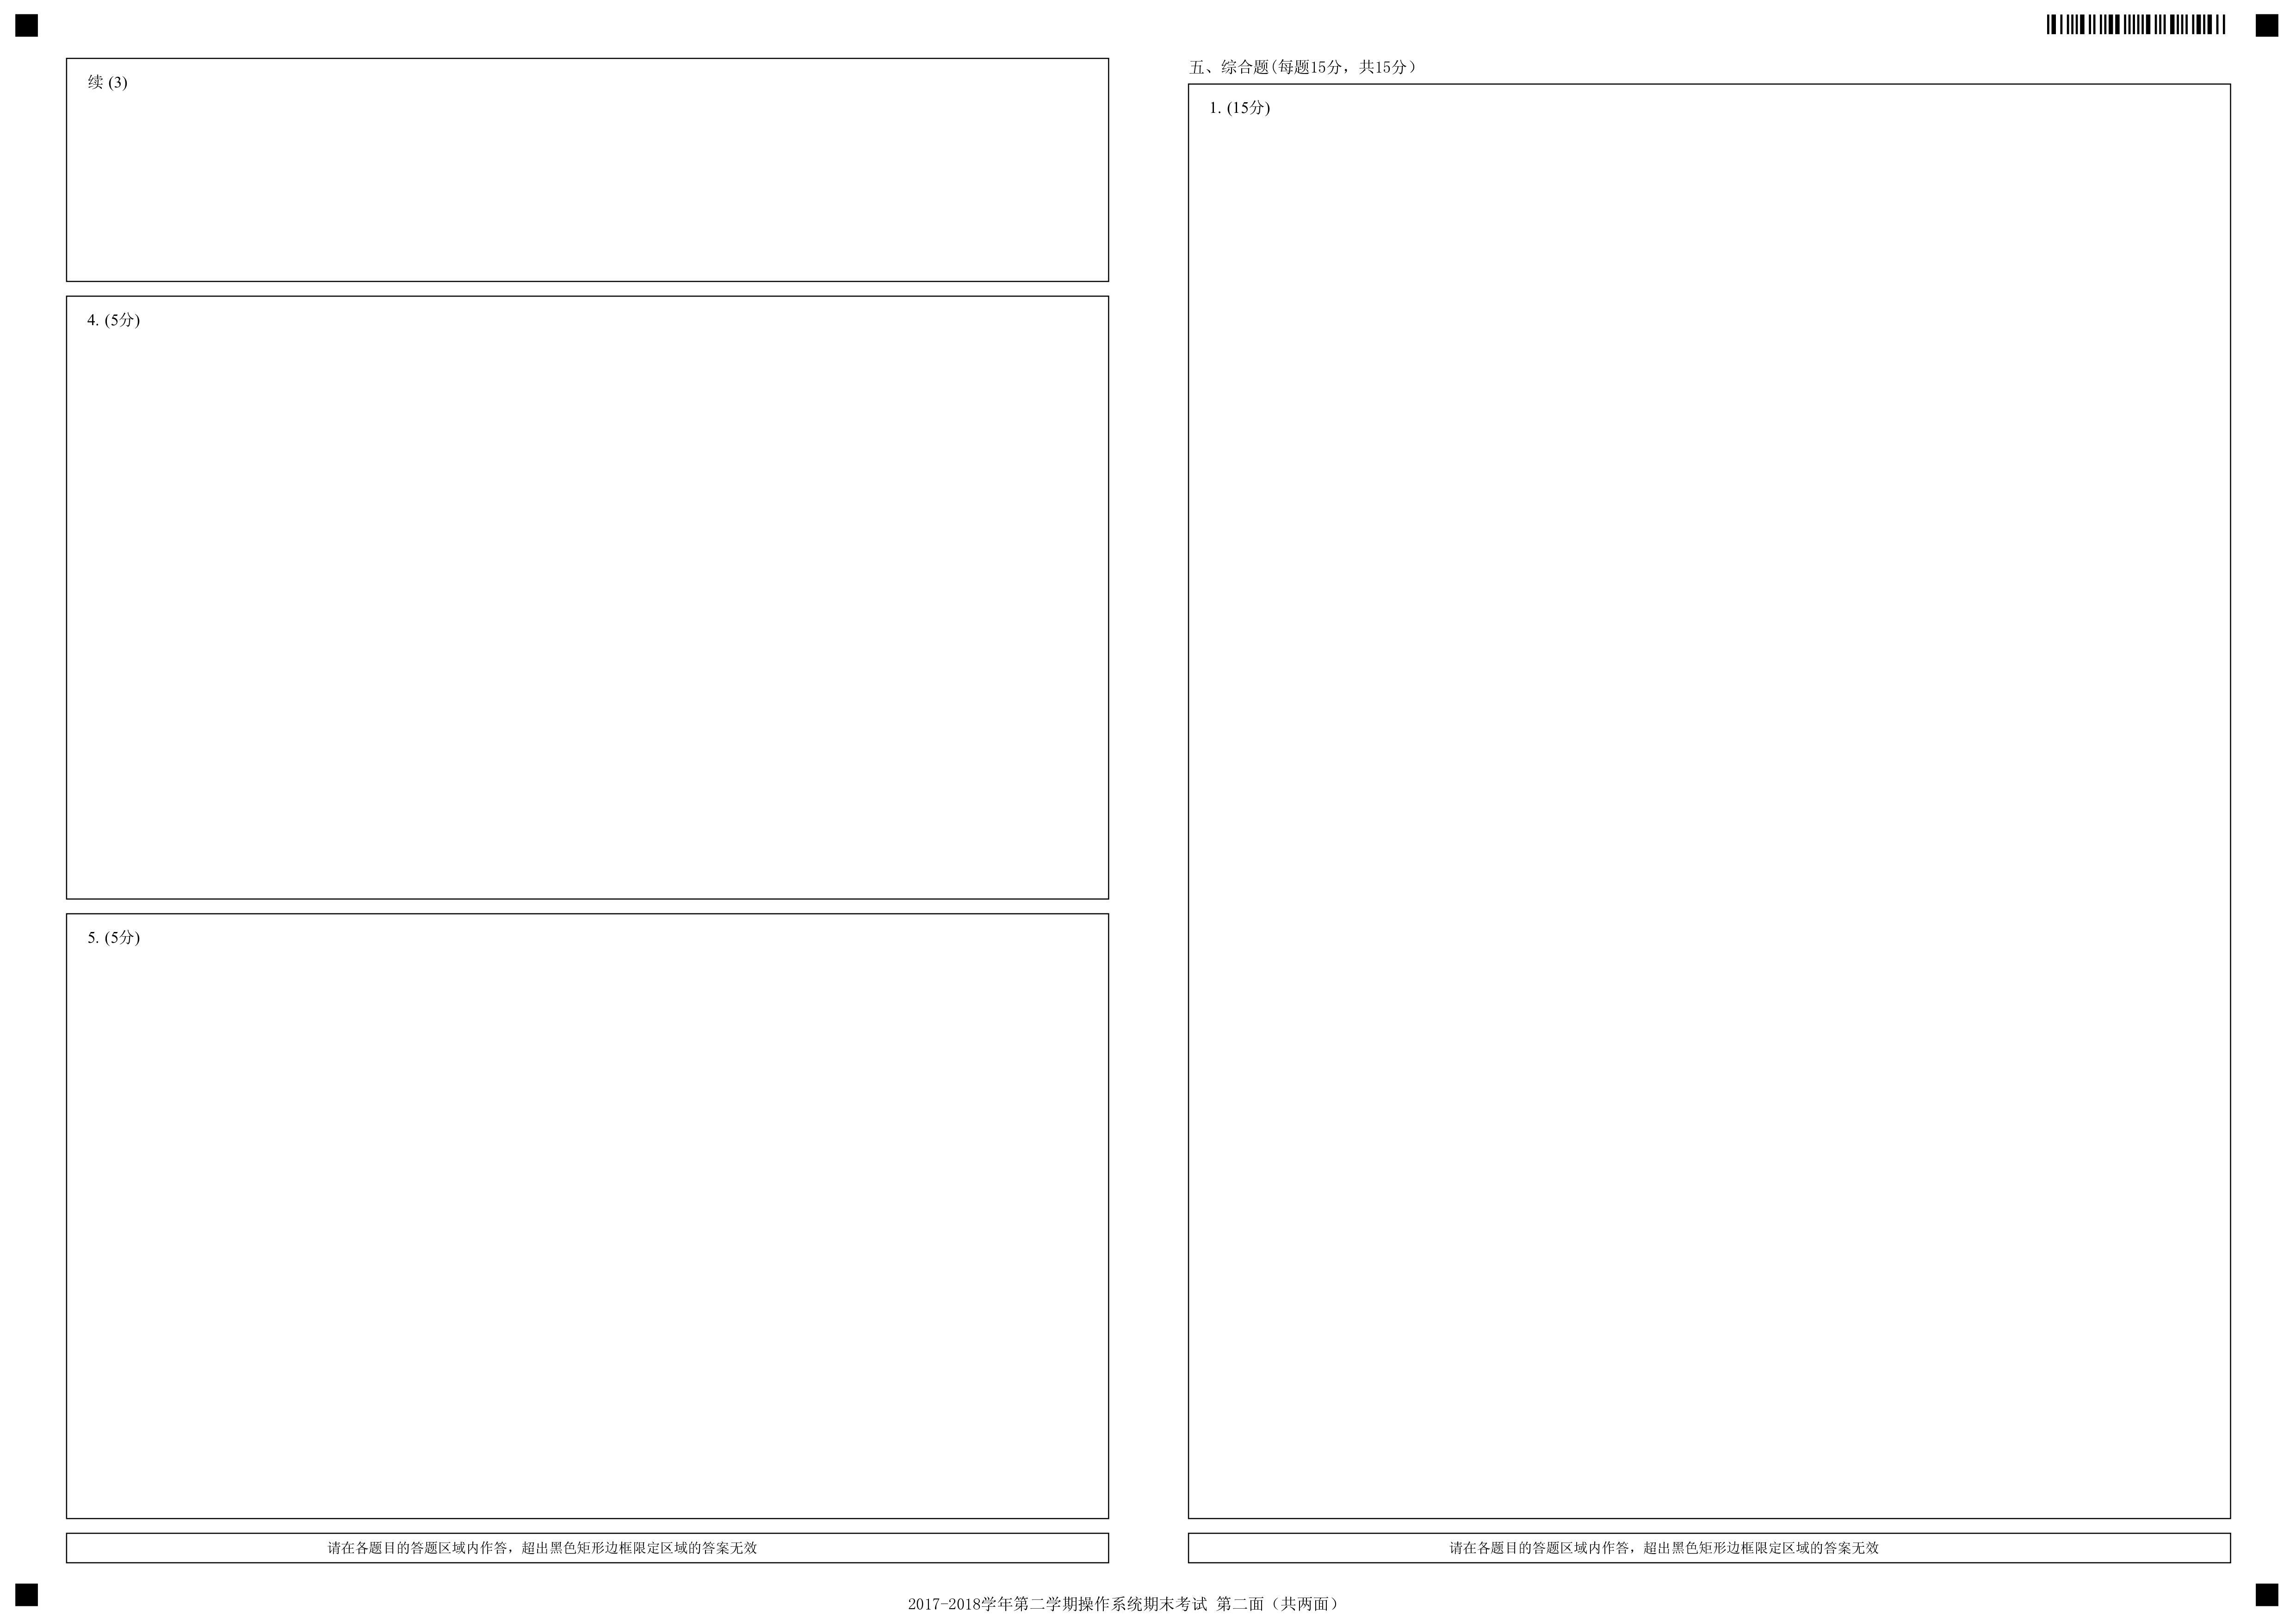 续 (3)
4. (5分)
5. (5分)
请在各题目的答题区域内作答，超出黑色矩形边框限定区域的答案无效
五、综合题(每题15分，共15分）
1. (15分)
请在各题目的答题区域内作答，超出黑色矩形边框限定区域的答案无效
2017-2018学年第二学期操作系统期末考试 第二面（共两面）